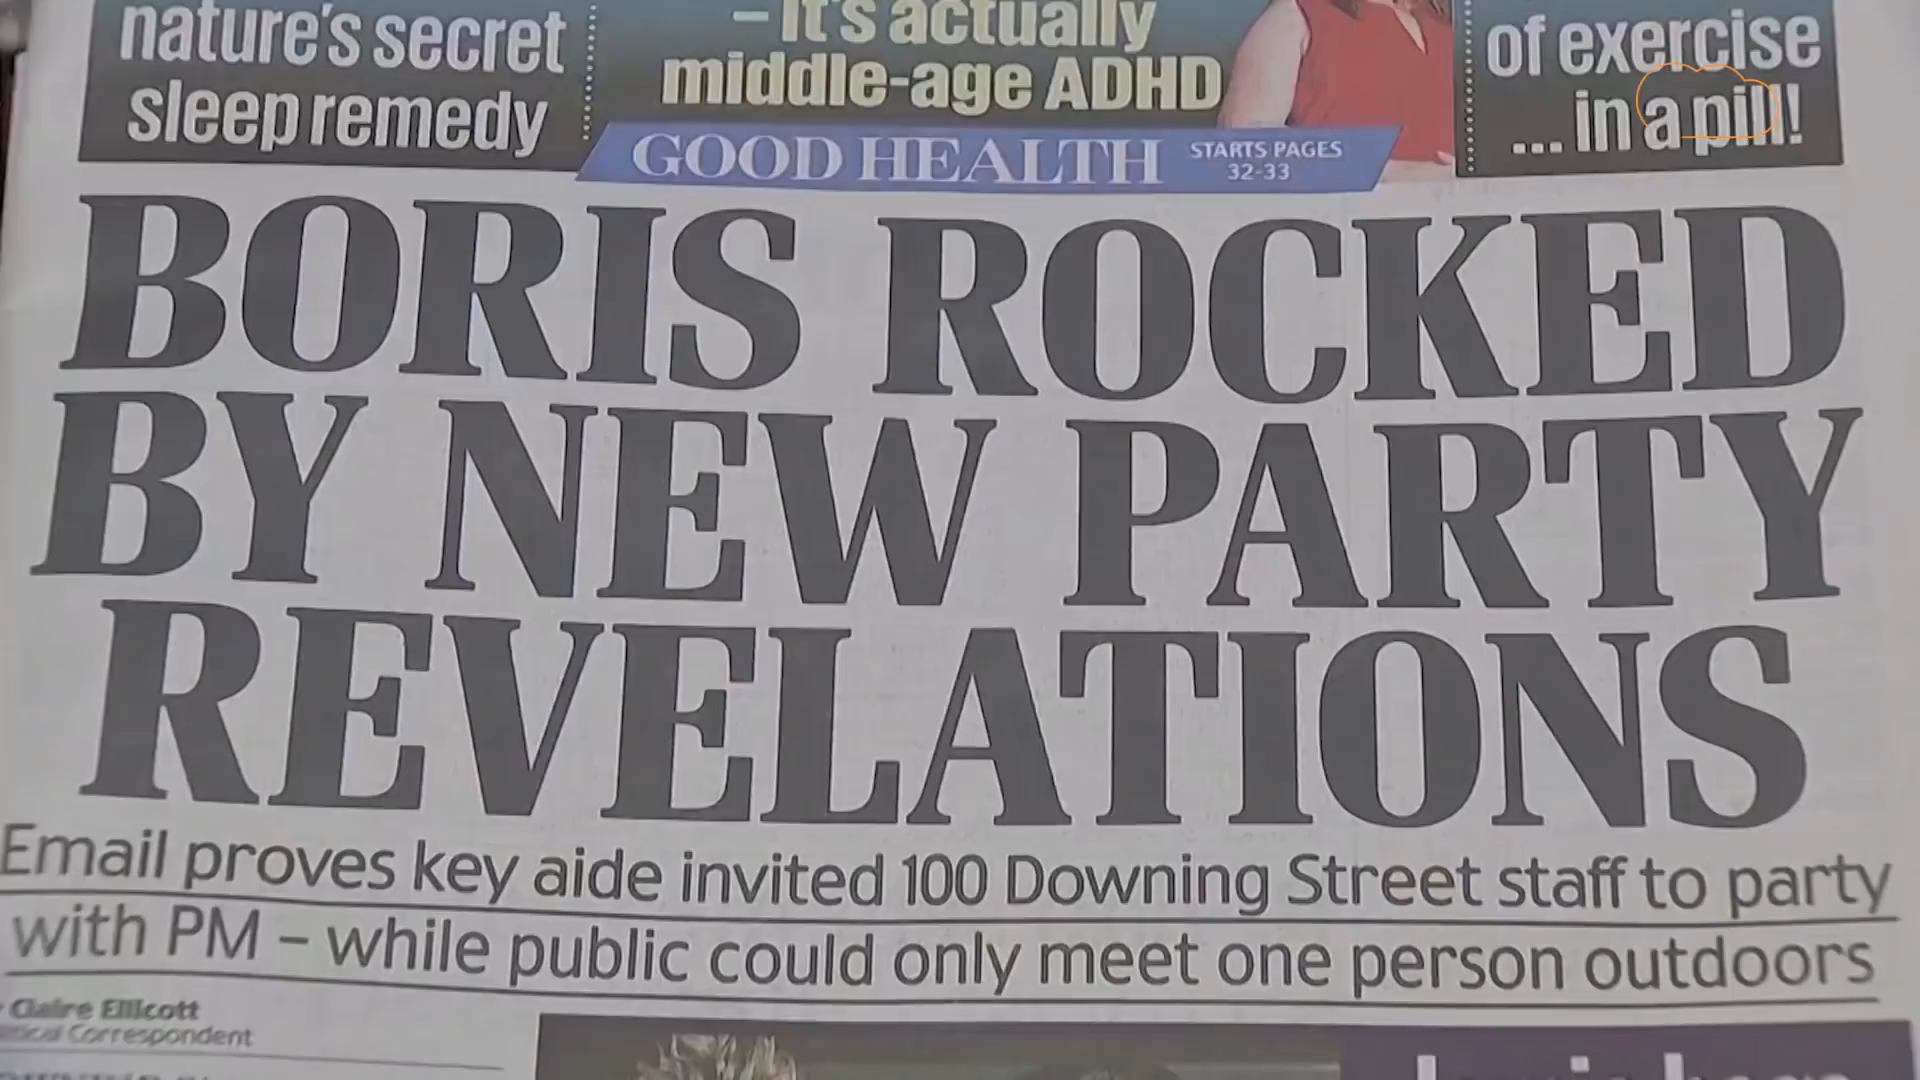 nature's secret
sleep remedy
– It's actually
middle-age ADHD
of exercise
... in a pill!
GOOD HEALTH
STARTS PAGES
32-33
BORIS ROCKED
BY NEW PARTY
REVELATIONS
Email proves key aide invited 100 Downing Street staff to party
with PM – while public could only meet one person outdoors
Claire Ellicott
Correspondent